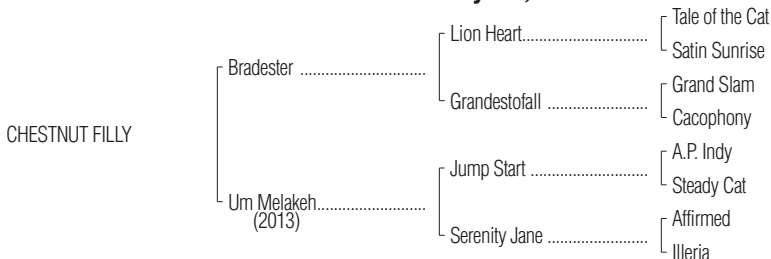 Tale of the Cat
Lion Heart
Satin Sunrise
Bradester
Grand Slam
Grandestofall
Cacophony
CHESTNUT FILLY
A.P. Indy
Jump Start
Steady Cat
Um Melakeh
(2013)
Affirmed
Serenity Jane
Illeria